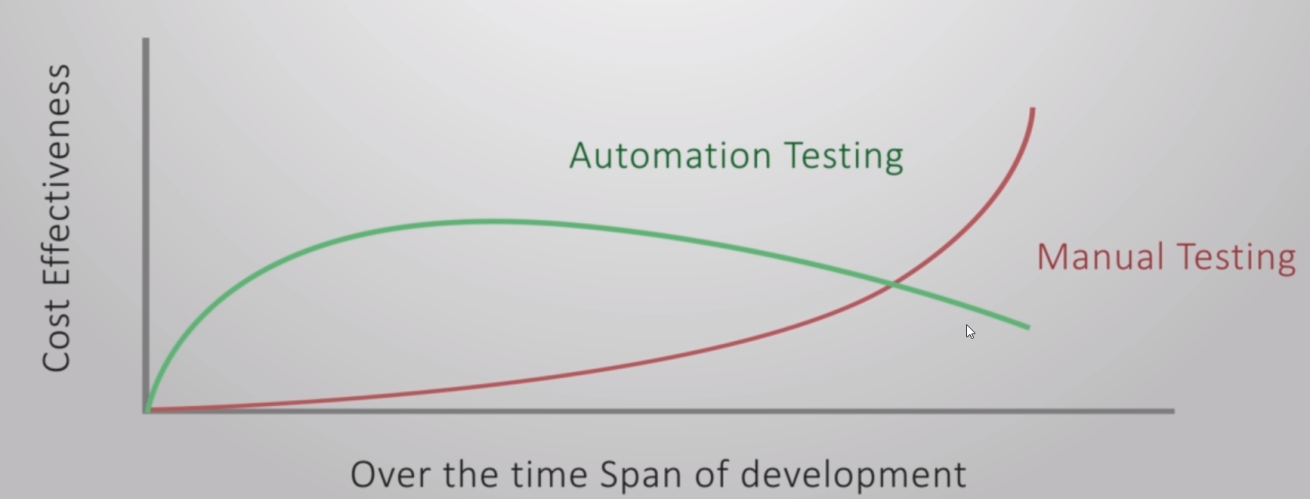 Cost Effectiveness
Automation Testing
Manual Testing
Over the time Span of development